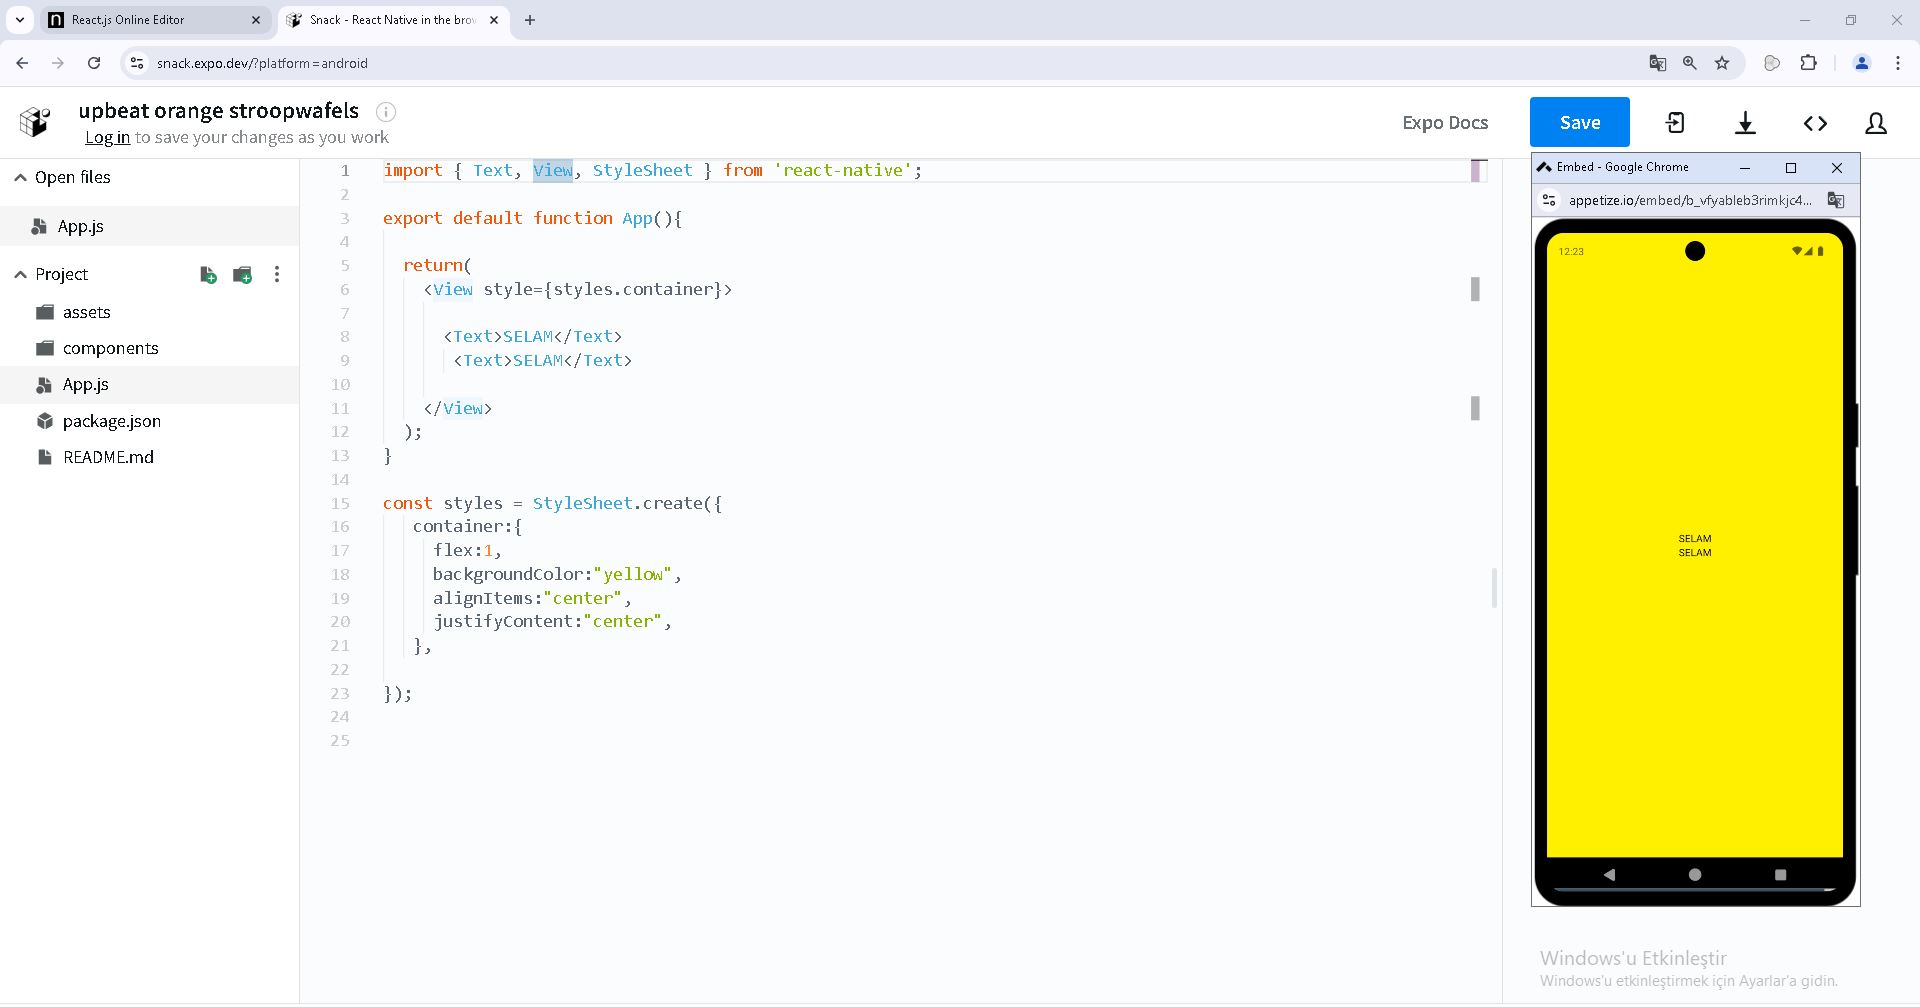 React.js Online Editor
Snack - React Native in the brow
snack.expo.dev/?platform=android
upbeat orange stroopwafels
Log in to save your changes as you work
Expo Docs
Save
Open files
App.js
Project
assets
components
App.js
package.json
README.md
1 import { Text, View, StyleSheet } from 'react-native';
2
3 export default function App(){
4
5 return(
6 <View style={styles.container}>
7
8 <Text>SELAM</Text>
9 <Text>SELAM</Text>
10
11 </View>
12 );
13 }
14
15 const styles = StyleSheet.create({
16 container:{
17 flex:1,
18 backgroundColor:"yellow",
19 alignItems:"center",
20 justifyContent:"center",
21 },
22
23 });
24
25
Embed - Google Chrome
appetize.io/embed/b_vfyableb3rimkjc4...
12:23
SELAM
SELAM
Windows'u Etkinleştir
Windows'u etkinleştirmek için Ayarlar'a gidin.